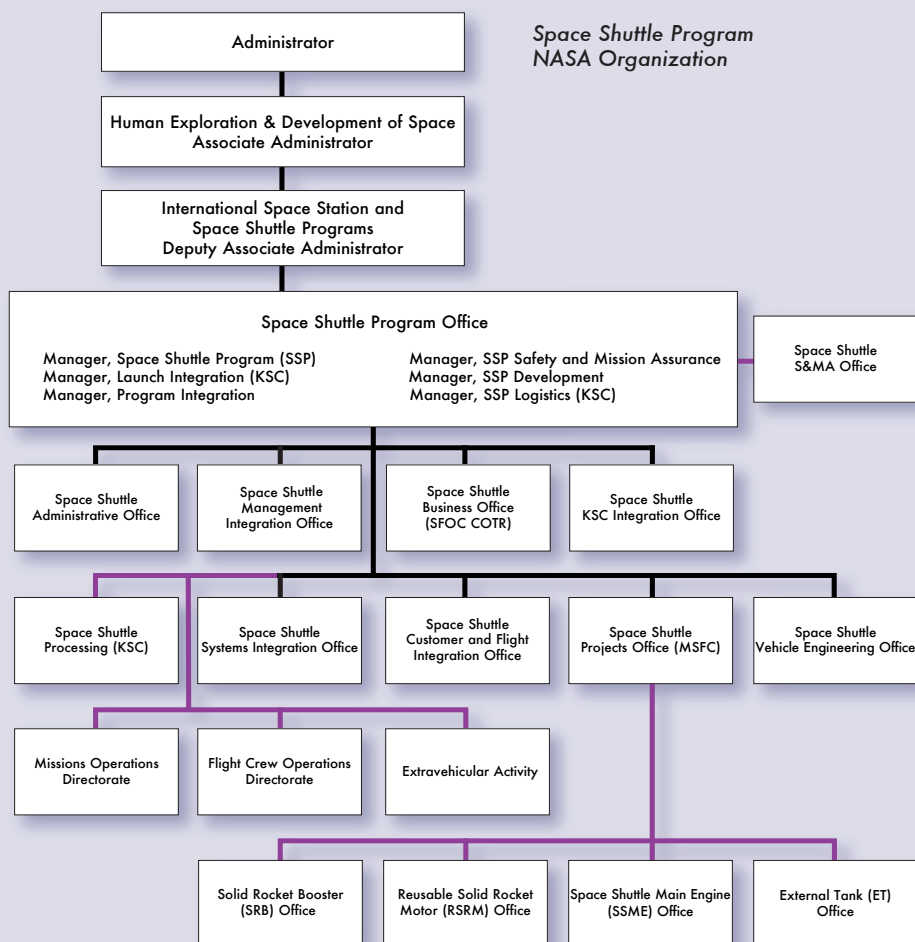 Space Shuttle Program
NASA Organization
Administrator
Human Exploration & Development of Space
Associate Administrator
International Space Station and
Space Shuttle Programs
Deputy Associate Administrator
Space Shuttle Program Office
Manager, Space Shuttle Program (SSP)
Manager, Launch Integration (KSC)
Manager, Program Integration
Manager, SSP Safety and Mission Assurance
Manager, SSP Development
Manager, SSP Logistics (KSC)
Space Shuttle
S&MA Office
Space Shuttle
Administrative Office
Space Shuttle
Management
Integration Office
Space Shuttle
Business Office
(SFOC COTR)
Space Shuttle
KSC Integration Office
Space Shuttle
Processing (KSC)
Space Shuttle
Systems Integration Office
Space Shuttle
Customer and Flight
Integration Office
Space Shuttle
Projects Office (MSFC)
Space Shuttle
Vehicle Engineering Office
Missions Operations
Directorate
Flight Crew Operations
Directorate
Extravehicular Activity
Solid Rocket Booster
(SRB) Office
Reusable Solid Rocket
Motor (RSRM) Office
Space Shuttle Main Engine
(SSME) Office
External Tank (ET)
Office